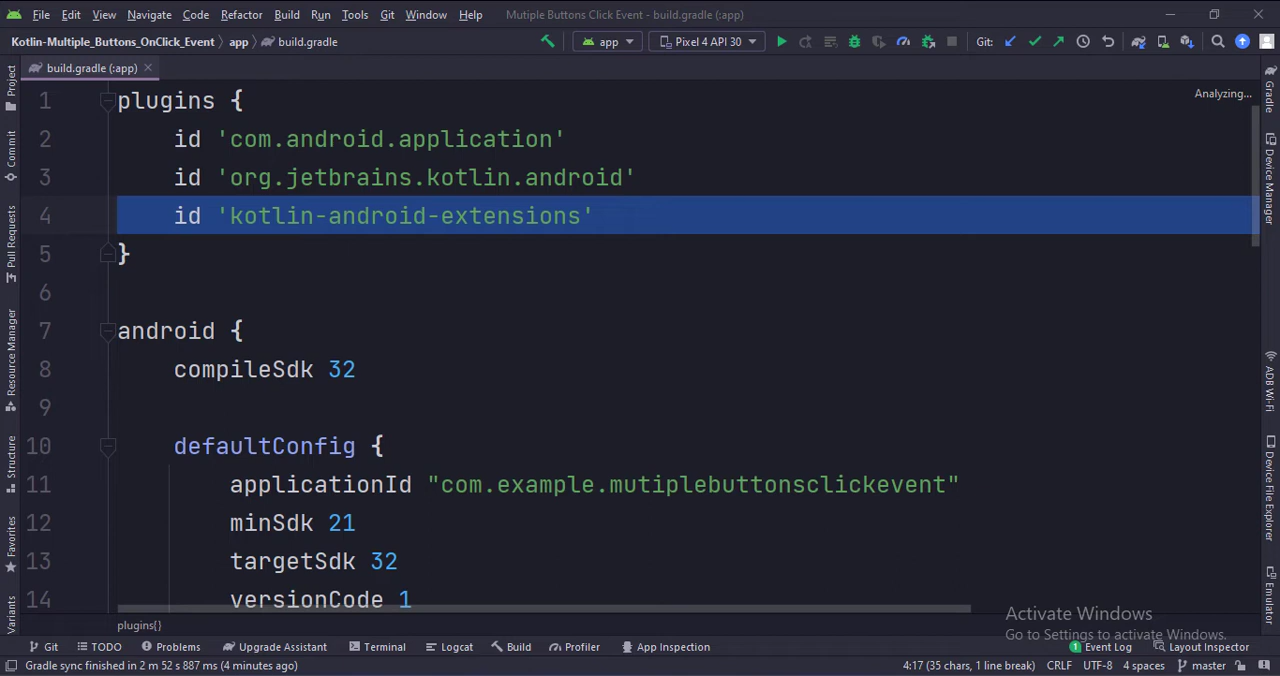 File Edit View Navigate Code Refactor Build Run Tools Git Window Help Mutiple Buttons Click Event - build.gradle (:app)
Kotlin-Multiple_Buttons_OnClick_Event app build.gradle app Pixel 4 API 30 Git:
build.gradle (:app)
Analyzing...
1 plugins {
2 id 'com.android.application'
3 id 'org.jetbrains.kotlin.android'
4 id 'kotlin-android-extensions'
5 }
6
7 android {
8 compileSdk 32
9
10 defaultConfig {
11 applicationId "com.example.mutiplebuttonsclickevent"
12 minSdk 21
13 targetSdk 32
14 versionCode 1
plugins{}
Project
Commit
Pull Requests
Resource Manager
Structure
Favorites
Variants
Gradle
Device Manager
ADB Wi-Fi
Device File Explorer
Emulator
Activate Windows
Go to Settings to activate Windows.
Git TODO Problems Upgrade Assistant Terminal Logcat Build Profiler App Inspection 1 Event Log Layout Inspector
Gradle sync finished in 2 m 52 s 887 ms (4 minutes ago) 4:17 (35 chars, 1 line break) CRLF UTF-8 4 spaces master